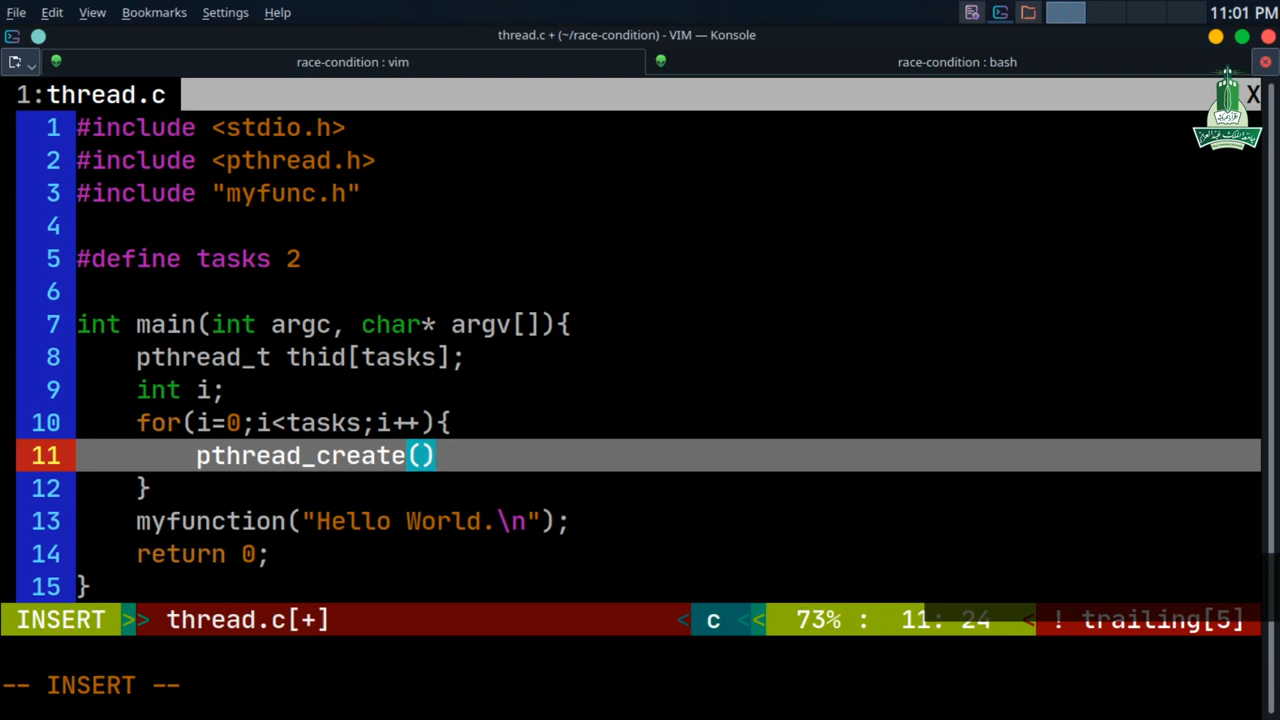 File Edit View Bookmarks Settings Help 11:01 PM
thread.c + (~/race-condition) - VIM — Konsole
race-condition : vim race-condition : bash
1:thread.c X
1 #include <stdio.h>
2 #include <pthread.h>
3 #include "myfunc.h"
4
5 #define tasks 2
6
7 int main(int argc, char* argv[]){
8 pthread_t thid[tasks];
9 int i;
10 for(i=0;i<tasks;i++){
11 pthread_create()
12 }
13 myfunction("Hello World.\n");
14 return 0;
15 }
INSERT >> thread.c[+] < c << 73% : 11: 24 < ! trailing[5]
-- INSERT --